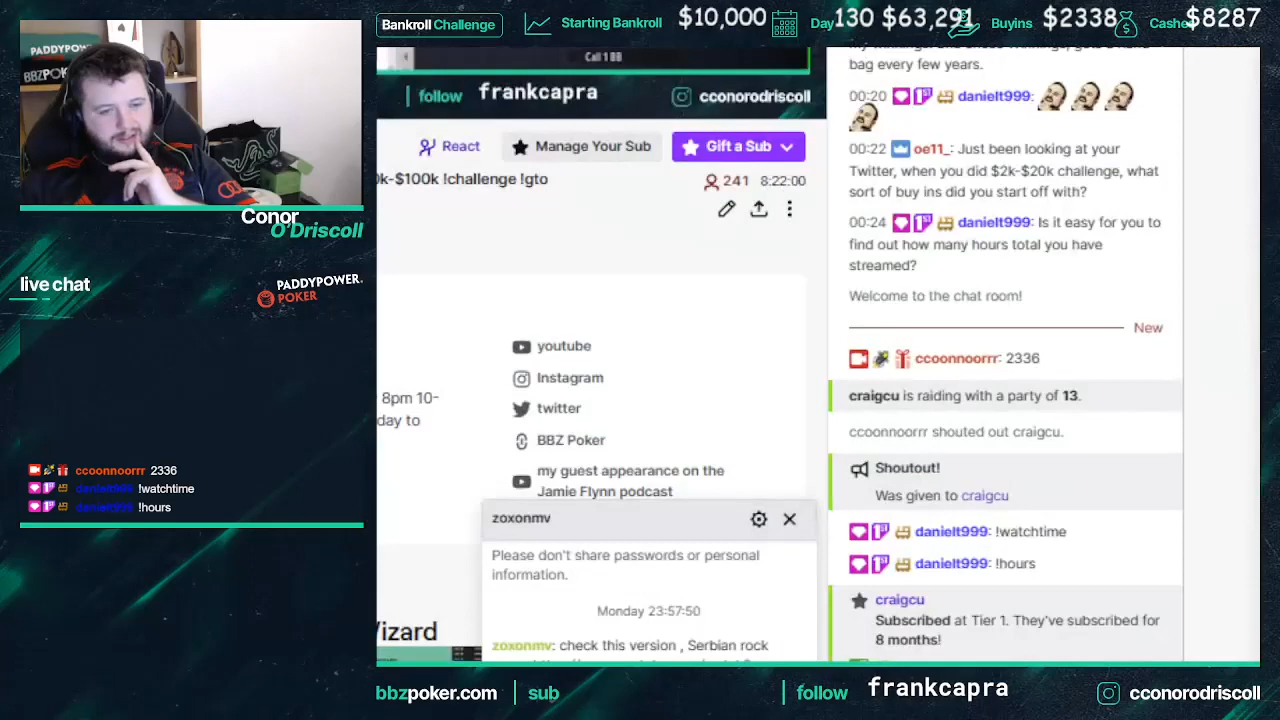 Bankroll Challenge
Starting Bankroll $10,000
Day 130 $63,291
Buyins $2338
Cashes $8287
PADDYPOWER
BBZPOK
Conor
O'Driscoll
live chat
PADDYPOWER.
POKER
ccoonnoorrr 2336
danielt999 !watchtime
danielt999 !hours
Call 1 BB
follow frankcapra cconorodriscoll
React Manage Your Sub Gift a Sub
0k-$100k !challenge !gto 241 8:22:00
youtube
Instagram
twitter
BBZ Poker
my guest appearance on the
Jamie Flynn podcast
8pm 10-
day to
Wizard
zoxonmv
Please don't share passwords or personal
information.
Monday 23:57:50
zoxonmv: check this version , Serbian rock
bag every few years.
00:20 danielt999:
00:22 oe11_: Just been looking at your
Twitter, when you did $2k-$20k challenge, what
sort of buy ins did you start off with?
00:24 danielt999: Is it easy for you to
find out how many hours total you have
streamed?
Welcome to the chat room!
New
ccoonnoorrr: 2336
craigcu is raiding with a party of 13.
ccoonnoorrr shouted out craigcu.
Shoutout!
Was given to craigcu
danielt999: !watchtime
danielt999: !hours
craigcu
Subscribed at Tier 1. They've subscribed for
8 months!
bbzpoker.com sub follow frankcapra cconorodriscoll